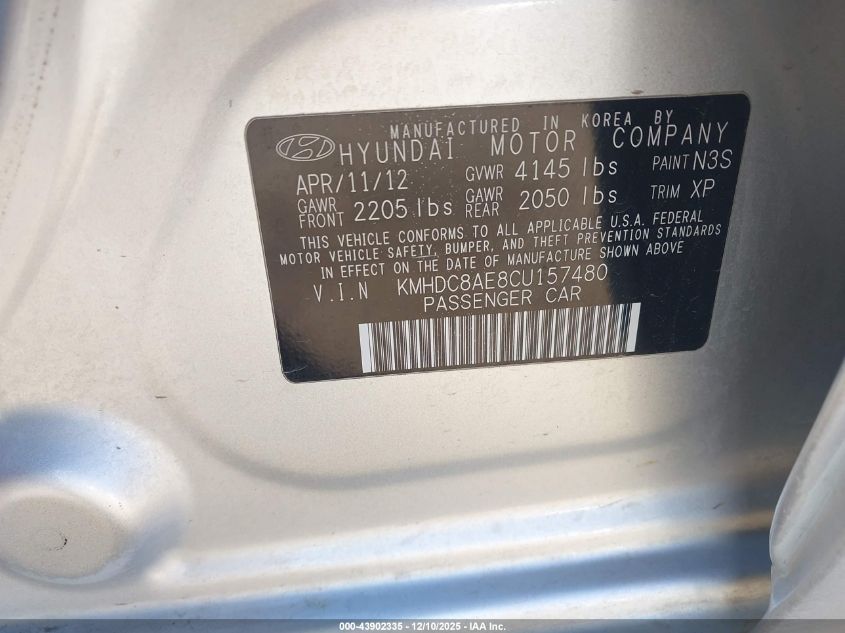 MANUFACTURED IN KOREA BY
HYUNDAI MOTOR COMPANY
APR/11/12 GVWR 4145 lbs PAINT N3S
GAWR FRONT 2205 lbs GAWR REAR 2050 lbs TRIM XP
THIS VEHICLE CONFORMS TO ALL APPLICABLE U.S.A. FEDERAL
MOTOR VEHICLE SAFETY, BUMPER, AND THEFT PREVENTION STANDARDS
IN EFFECT ON THE DATE OF MANUFACTURE SHOWN ABOVE
V.I.N KMHDC8AE8CU157480
PASSENGER CAR
000-43902335 - 12/10/2025 - IAA Inc.